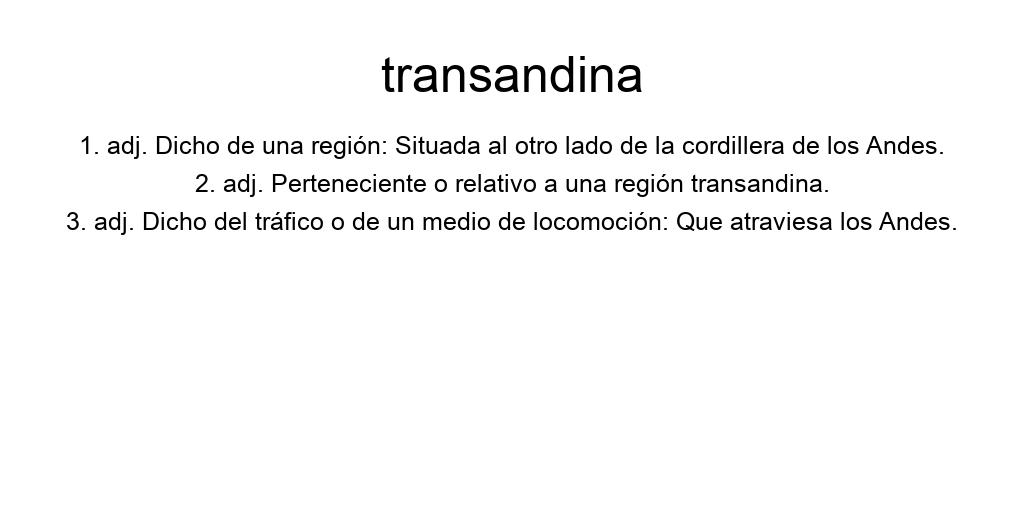 transandina
1. adj. Dicho de una región: Situada al otro lado de la cordillera de los Andes.
2. adj. Perteneciente o relativo a una región transandina.
3. adj. Dicho del tráfico o de un medio de locomoción: Que atraviesa los Andes.